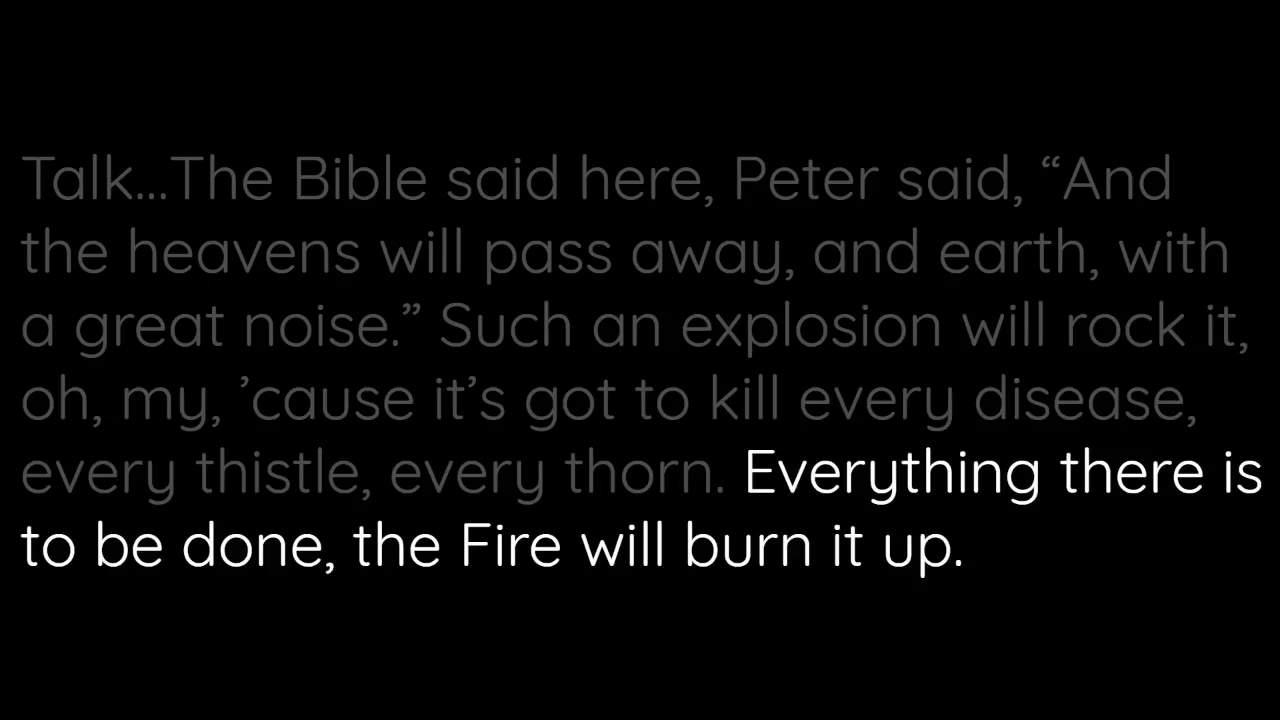 Talk...The Bible said here, Peter said, “And
the heavens will pass away, and earth, with
a great noise.” Such an explosion will rock it,
oh, my, ’cause it’s got to kill every disease,
every thistle, every thorn. Everything there is
to be done, the Fire will burn it up.